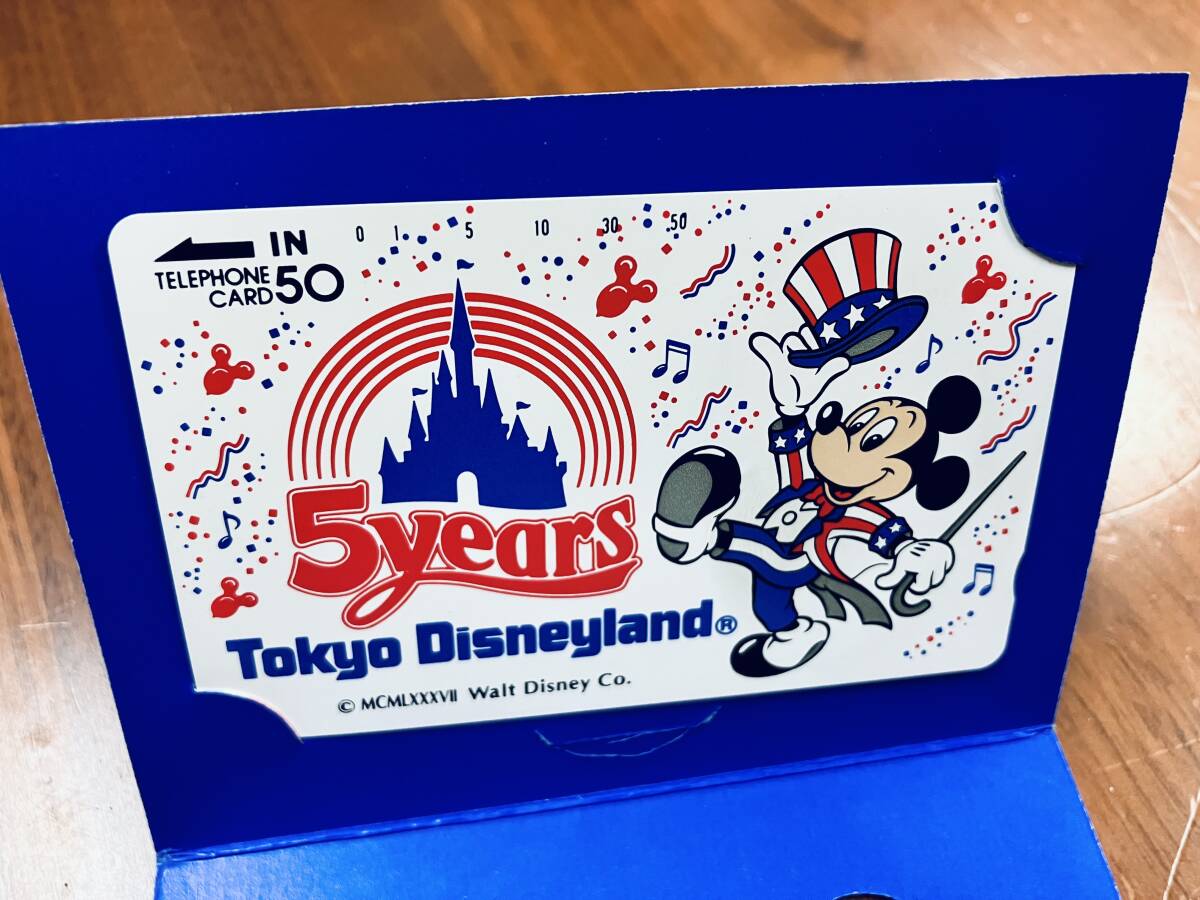 IN 0 1 5 10 30 50
TELEPHONE
CARD 50
5years
Tokyo Disneyland®
© MCMLXXXVII Walt Disney Co.